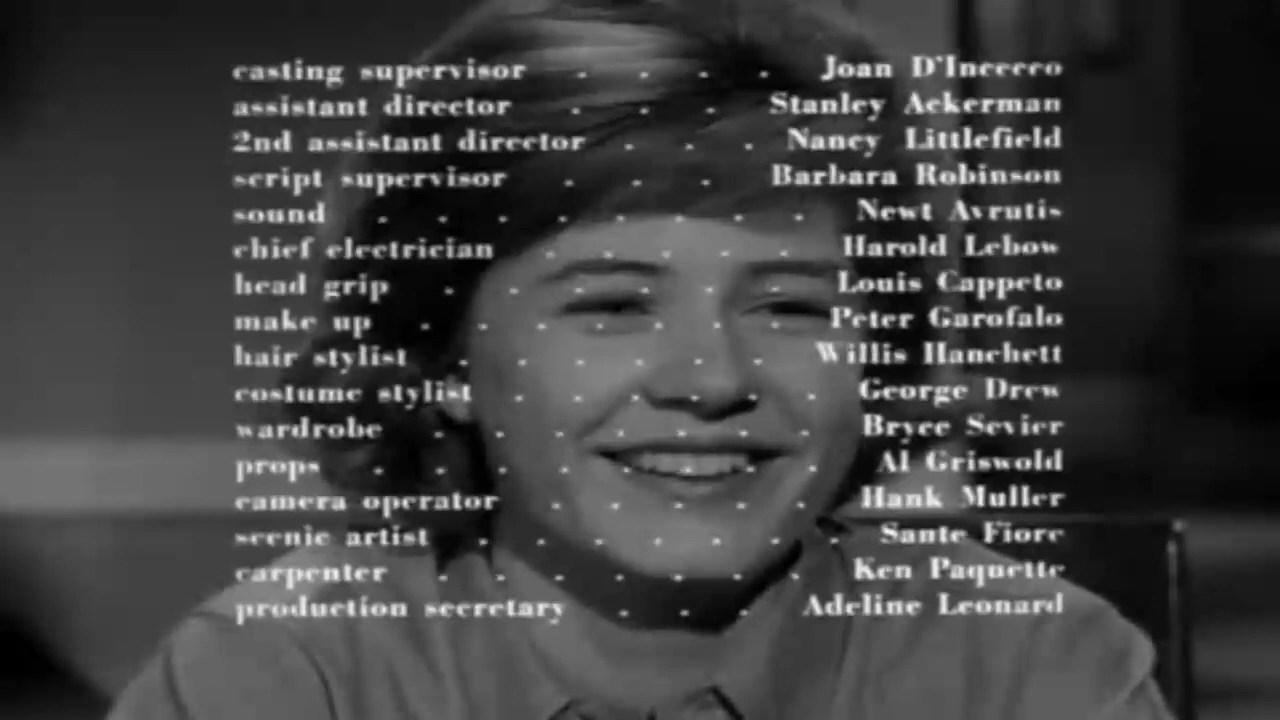 casting supervisor . . . . Joan D'Incecco
assistant director . . . Stanley Ackerman
2nd assistant director . . . Nancy Littlefield
script supervisor . . . Barbara Robinson
sound . . . . . . . . Newt Avrutis
chief electrician . . . . . Harold Lebow
head grip . . . . . . Louis Cappeto
make up . . . . . . . Peter Garofalo
hair stylist . . . . . . Willis Hanchett
costume stylist . . . . . . George Drew
wardrobe . . . . . . . Bryce Sevier
props . . . . . . . . Al Griswold
camera operator . . . . . Hank Muller
scenic artist . . . . . . . Sante Fiore
carpenter . . . . . . . Ken Paquette
production secretary . . . Adeline Leonard